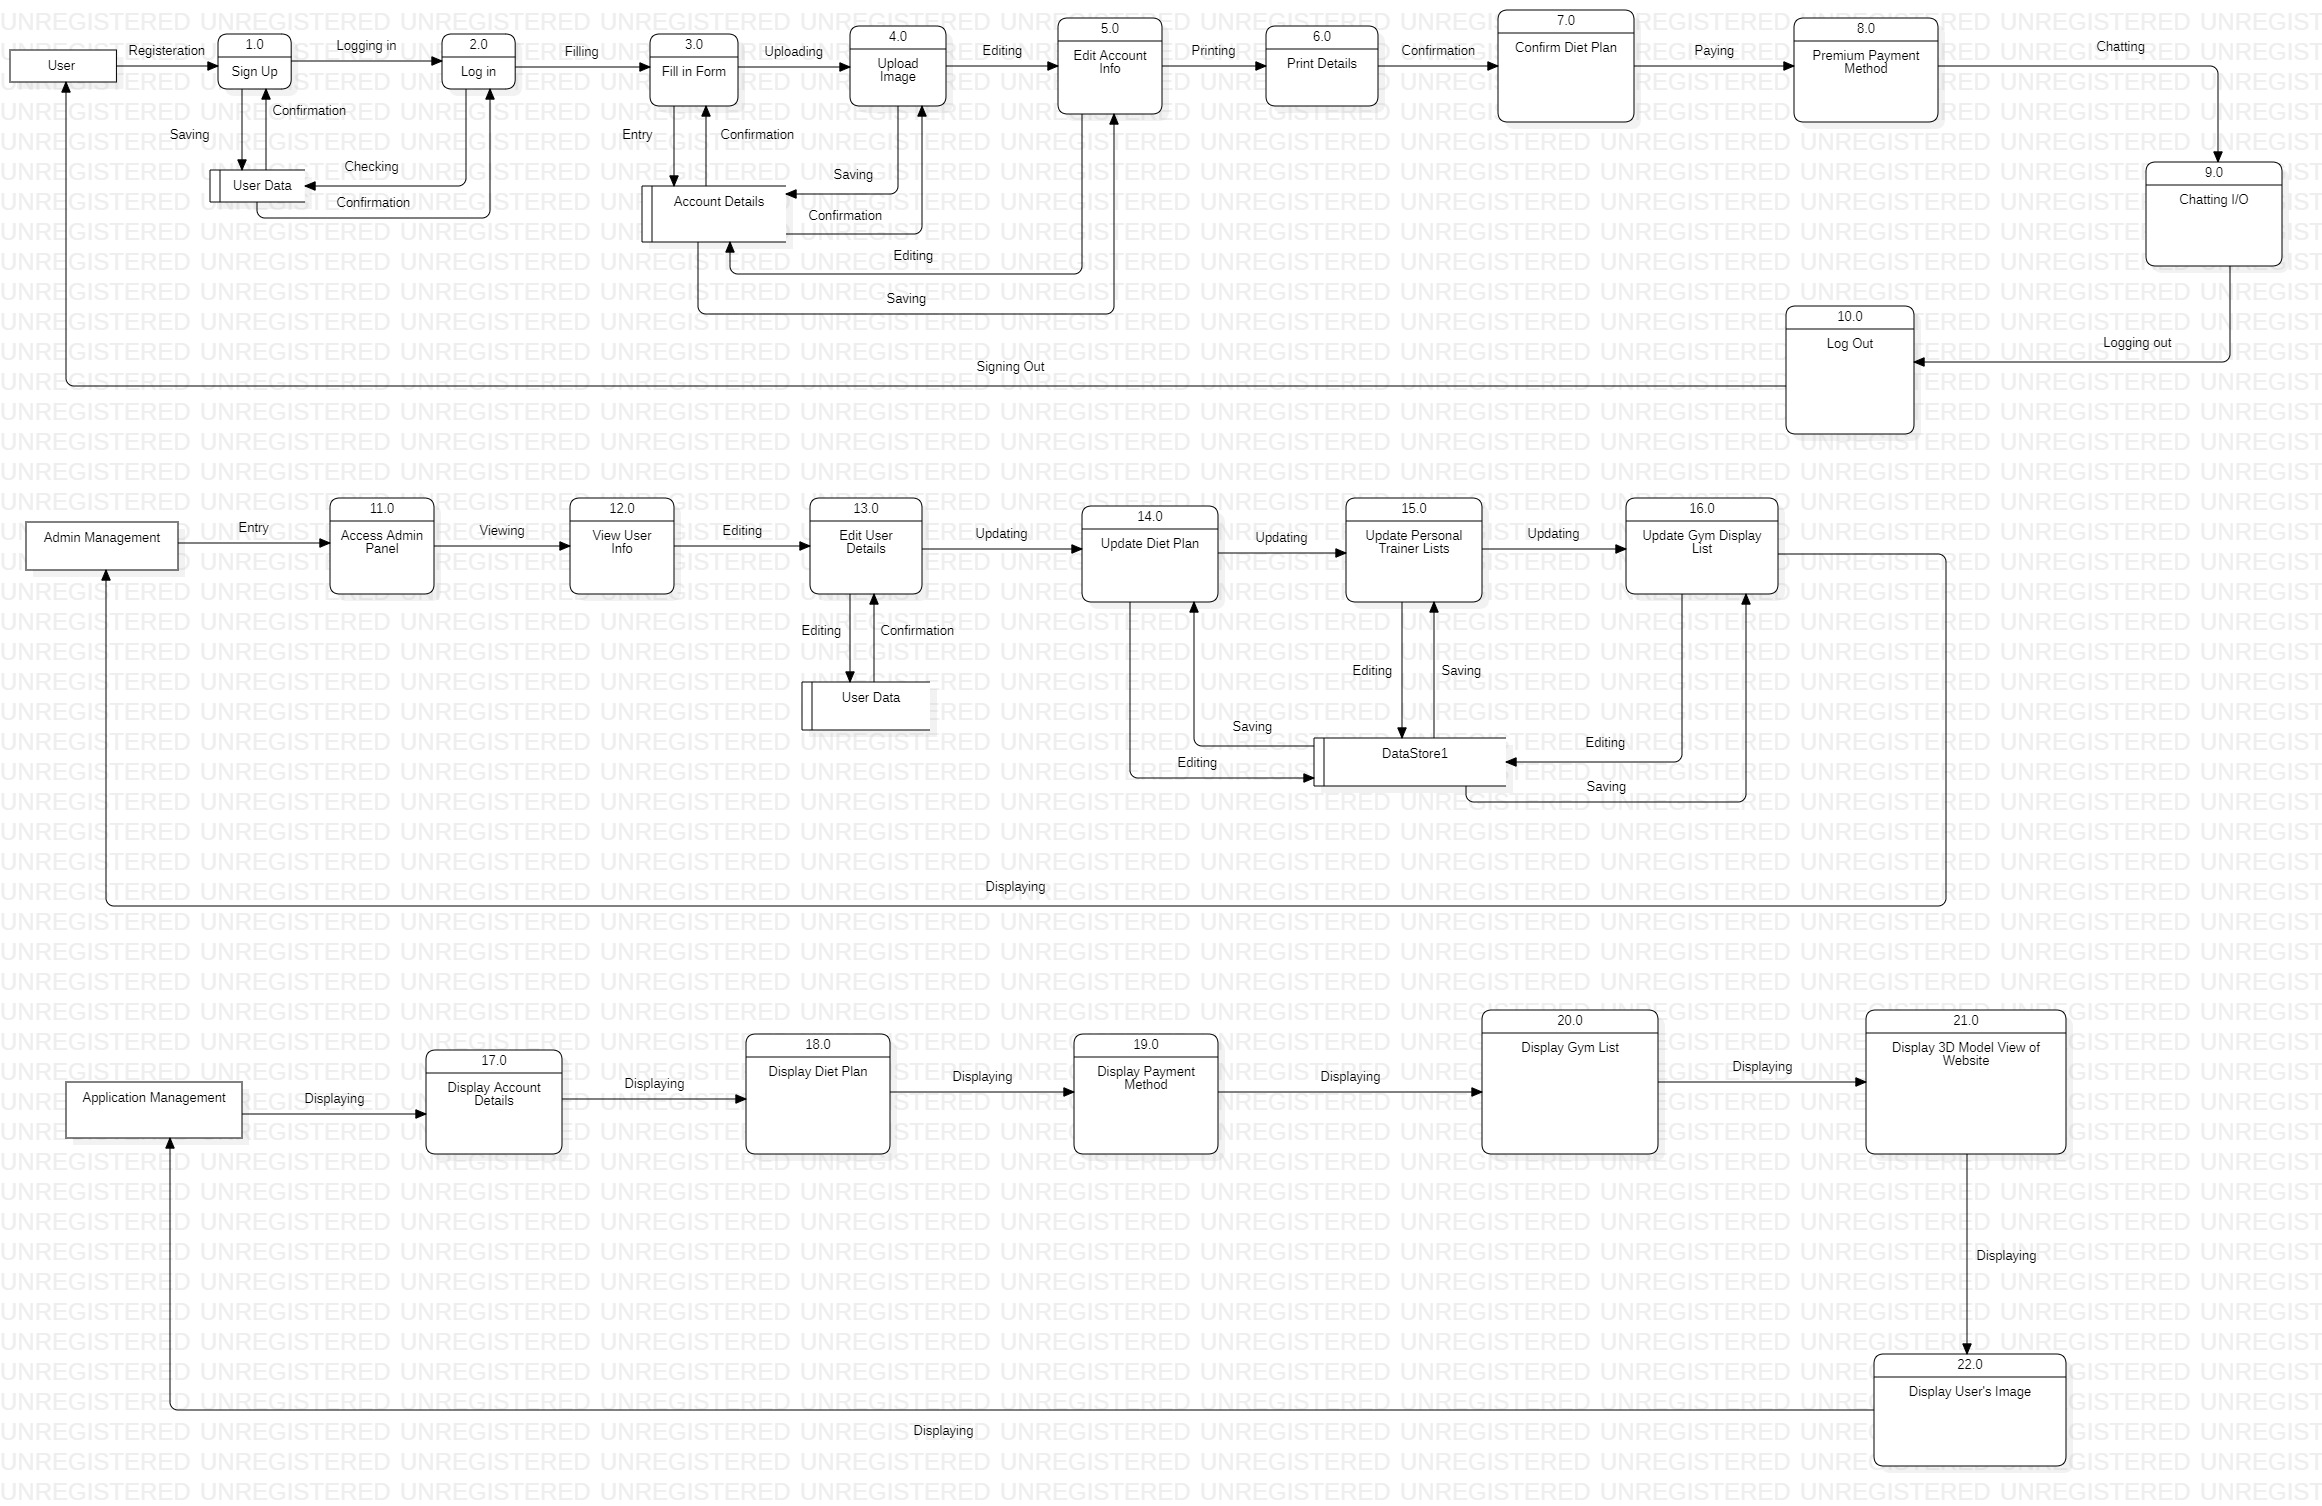 Registeration
User
1.0
Sign Up
Logging in
2.0
Log in
Filling
3.0
Fill in Form
Uploading
4.0
Upload
Image
Editing
5.0
Edit Account
Info
Printing
6.0
Print Details
Confirmation
7.0
Confirm Diet Plan
Paying
8.0
Premium Payment
Method
Chatting
Saving
Confirmation
Checking
User Data
Confirmation
Entry
Confirmation
Saving
Account Details
Confirmation
Editing
Saving
9.0
Chatting I/O
10.0
Log Out
Logging out
Signing Out
Admin Management
Entry
11.0
Access Admin
Panel
Viewing
12.0
View User
Info
Editing
13.0
Edit User
Details
Updating
14.0
Update Diet Plan
Updating
15.0
Update Personal
Trainer Lists
Updating
16.0
Update Gym Display
List
Editing
Confirmation
User Data
Editing
Saving
Saving
Editing
DataStore1
Editing
Saving
Displaying
Application Management
Displaying
17.0
Display Account
Details
Displaying
18.0
Display Diet Plan
Displaying
19.0
Display Payment
Method
Displaying
20.0
Display Gym List
Displaying
21.0
Display 3D Model View of
Website
Displaying
22.0
Display User's Image
Displaying
UNREGISTERED